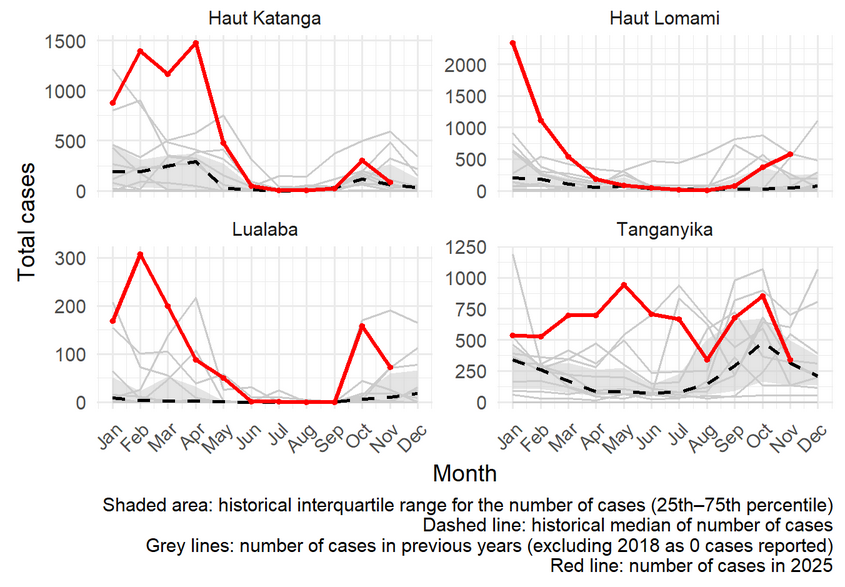 Haut Katanga
Haut Lomami
1500
1000
500
0
2000
1500
1000
500
0
Total cases
Lualaba
Tanganyika
300
200
100
0
1250
1000
750
500
250
0
Jan Feb Mar Apr May Jun Jul Aug Sep Oct Nov Dec
Jan Feb Mar Apr May Jun Jul Aug Sep Oct Nov Dec
Month
Shaded area: historical interquartile range for the number of cases (25th–75th percentile)
Dashed line: historical median of number of cases
Grey lines: number of cases in previous years (excluding 2018 as 0 cases reported)
Red line: number of cases in 2025